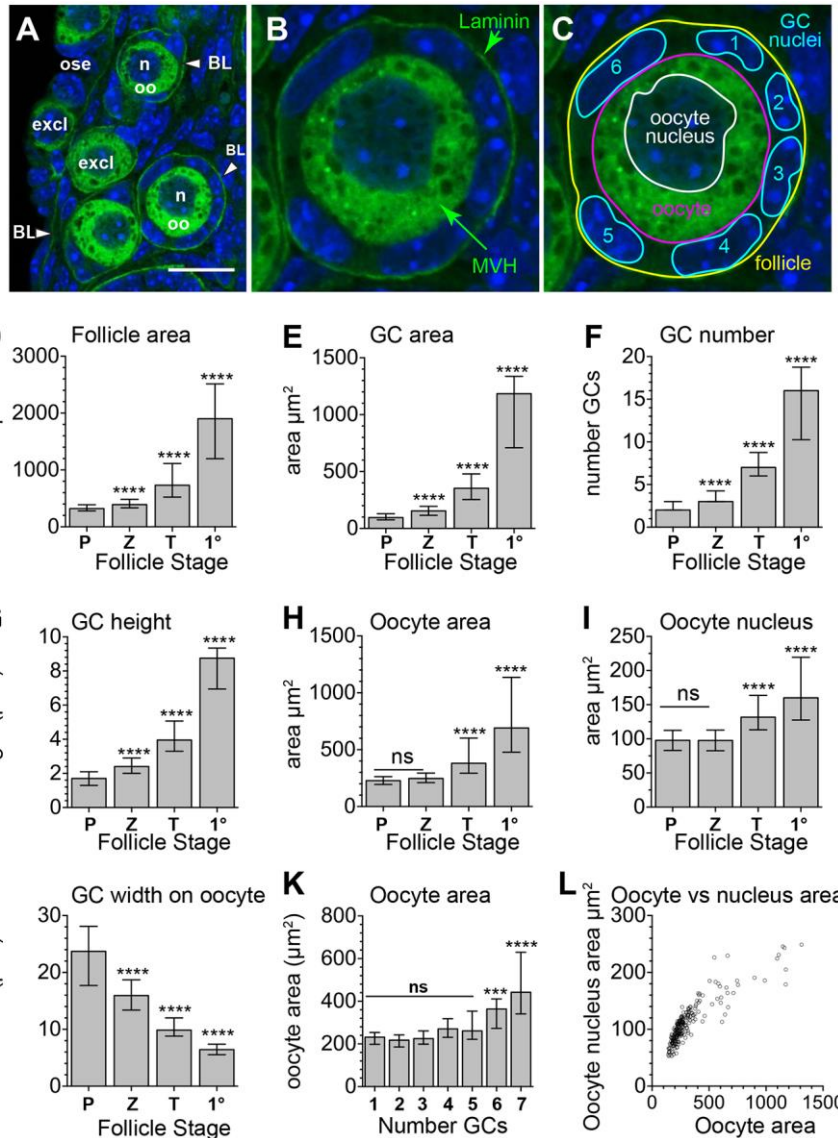 A
ose
n
oo
BL
excl
excl
BL
n
oo
BL
B
Laminin
MVH
C
GC
nuclei
1
2
3
4
5
6
oocyte
nucleus
oocyte
follicle
Follicle area
3000
2000
1000
0
****
****
****
P Z T 1°
Follicle Stage
E
GC area
area µm²
1500
1000
500
0
****
****
****
P Z T 1°
Follicle Stage
F
GC number
number GCs
20
15
10
5
0
****
****
****
P Z T 1°
Follicle Stage
GC height
10
8
6
4
2
0
****
****
****
P Z T 1°
Follicle Stage
H
Oocyte area
area µm²
1500
1000
500
0
ns
****
****
P Z T 1°
Follicle Stage
I
Oocyte nucleus
area µm²
250
200
150
100
50
0
ns
****
****
P Z T 1°
Follicle Stage
GC width on oocyte
30
20
10
0
****
****
****
P Z T 1°
Follicle Stage
K
Oocyte area
oocyte area (µm²)
800
600
400
200
0
ns
***
****
1 2 3 4 5 6 7
Number GCs
L
Oocyte vs nucleus area
Oocyte nucleus area µm²
300
200
100
0
0 500 1000 1500
Oocyte area